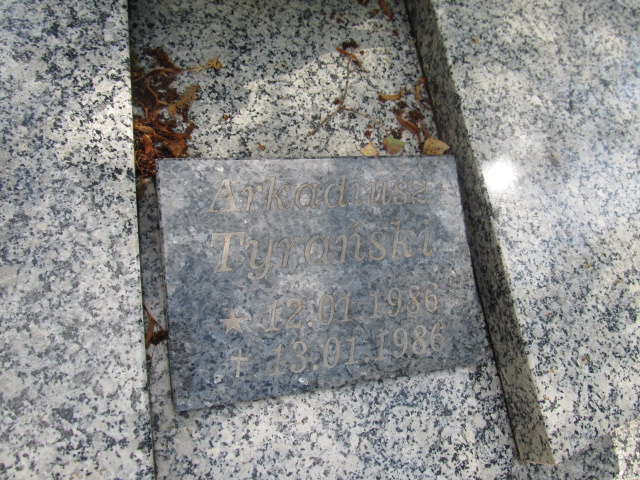 Arkadiusz
Tyrański
★ 12.01.1986
+ 13.01.1986